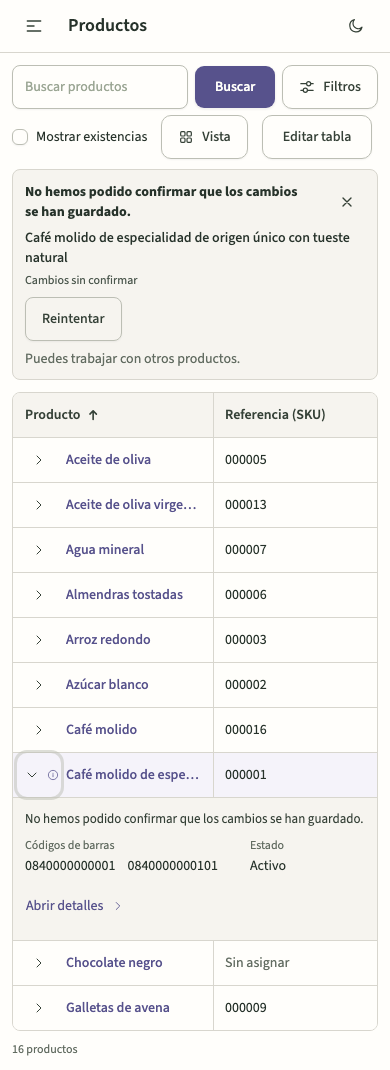 Productos
Buscar productos
Buscar
Filtros
Mostrar existencias
Vista
Editar tabla
No hemos podido confirmar que los cambios
se han guardado.
Café molido de especialidad de origen único con tueste
natural
Cambios sin confirmar
Reintentar
Puedes trabajar con otros productos.
Producto Referencia (SKU)
Aceite de oliva 000005
Aceite de oliva virge... 000013
Agua mineral 000007
Almendras tostadas 000006
Arroz redondo 000003
Azúcar blanco 000002
Café molido 000016
Café molido de espe... 000001
No hemos podido confirmar que los cambios se han guardado.
Códigos de barras Estado
0840000000001 0840000000101 Activo
Abrir detalles
Chocolate negro Sin asignar
Galletas de avena 000009
16 productos